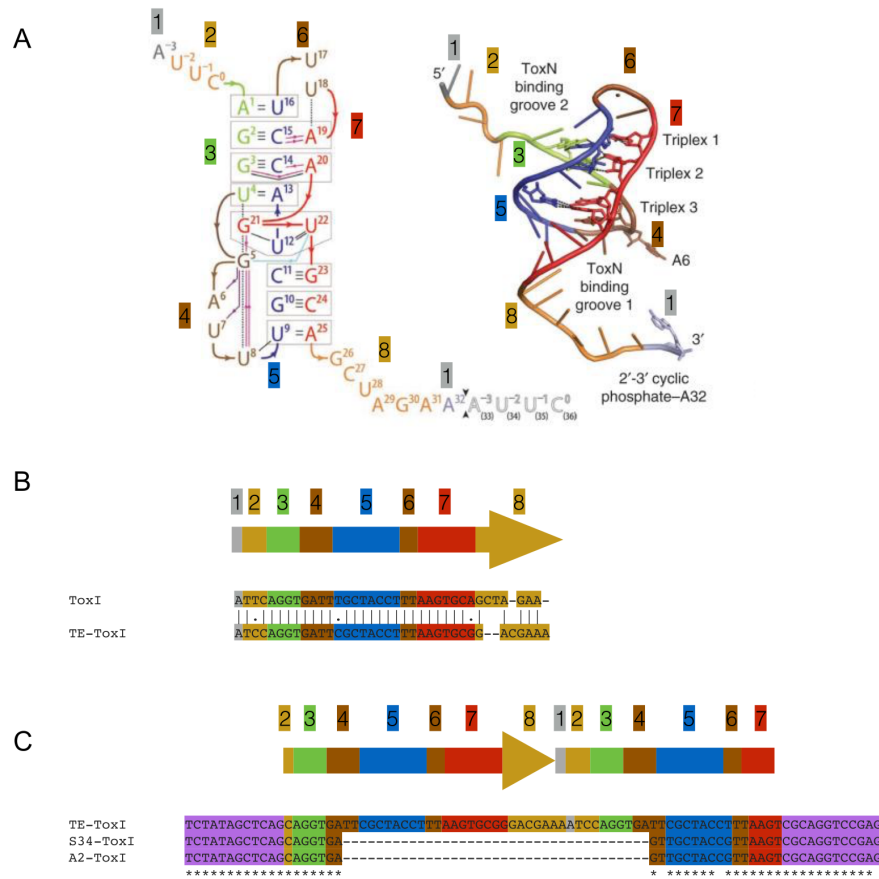 A
1
2
6
A⁻³ U⁻² U⁻¹ C⁰
U¹⁷
U¹⁸
A¹ = U¹⁶
G² ≡ C¹⁵ A¹⁹
7
3
G³ ≡ C¹⁴ A²⁰
U⁴ = A¹³
G²¹ U²²
U¹²
G⁵
C¹¹ ≡ G²³
A⁶
G¹⁰ ≡ C²⁴
4
U⁷
U⁸ U⁹ = A²⁵
5
G²⁶
8
C²⁷
U²⁸
1
A²⁹ G³⁰ A³¹ A³² A⁻³ U⁻² U⁻¹ C⁰
(33) (34) (35) (36)
1
2
6
5′
ToxN
binding
groove 2
7
3
Triplex 1
Triplex 2
5
Triplex 3
4
A6
ToxN
binding
groove 1
8
1
3′
2′-3′ cyclic
phosphate–A32
B
1 2 3 4 5 6 7 8
ToxI ATTCAGGTGATTTGCTACCTTTAAGTGCAGCTA-GAA-
TE-ToxI ATCCAGGTGATTCGCTACCTTTAAGTGCGG--ACGAAA
2 3 4 5 6 7 8 1 2 3 4 5 6 7
C
TE-ToxI TCTATAGCTCAGCAGGTGATTCGCTACCTTTAAGTGCGGGACGAAAATCCAGGTGATTCGCTACCTTTAAGTCGCAGGTCCGAG
S34-ToxI TCTATAGCTCAGCAGGTGA-------------------------------------GTTCGCTACCGTTAAGTCGCAGGTCCGAG
A2-ToxI TCTATAGCTCAGCAGGTGA-------------------------------------GTTCGCTACCGTTAAGTCGCAGGTCCGAG
******************* * ****** ******************